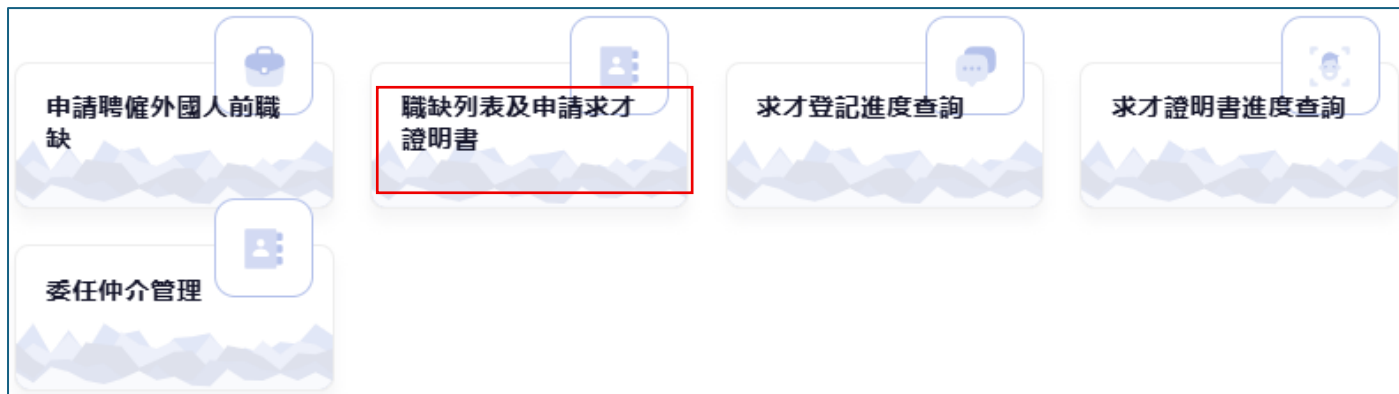 申請聘僱外國人前職
缺
職缺列表及申請求才
證明書
求才登記進度查詢
求才證明書進度查詢
委任仲介管理